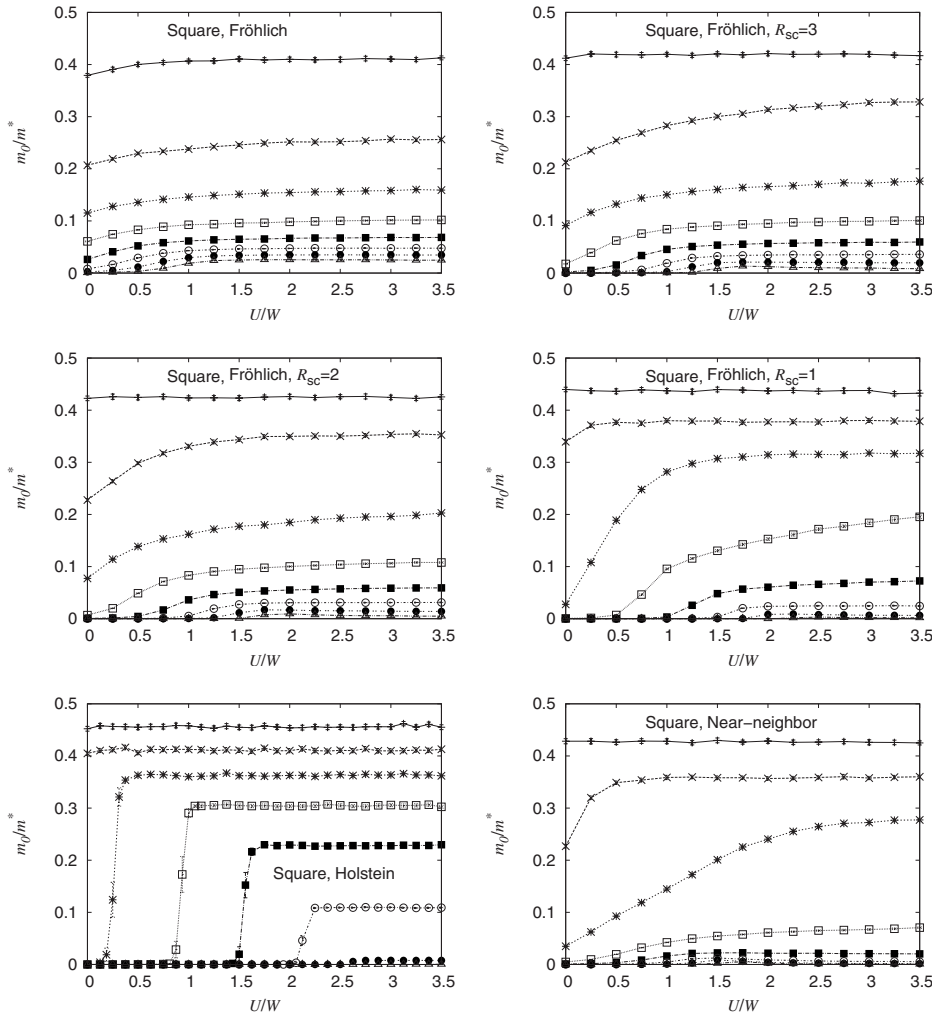 0.5
0.4
0.3
0.2
0.1
0
m₀/m*
Square, Fröhlich
0 0.5 1 1.5 2 2.5 3 3.5
U/W
0.5
0.4
0.3
0.2
0.1
0
m₀/m*
Square, Fröhlich, R_sc=3
0 0.5 1 1.5 2 2.5 3 3.5
U/W
0.5
0.4
0.3
0.2
0.1
0
m₀/m*
Square, Fröhlich, R_sc=2
0 0.5 1 1.5 2 2.5 3 3.5
U/W
0.5
0.4
0.3
0.2
0.1
0
m₀/m*
Square, Fröhlich, R_sc=1
0 0.5 1 1.5 2 2.5 3 3.5
U/W
0.5
0.4
0.3
0.2
0.1
0
m₀/m*
Square, Holstein
0 0.5 1 1.5 2 2.5 3 3.5
U/W
0.5
0.4
0.3
0.2
0.1
0
m₀/m*
Square, Near−neighbor
0 0.5 1 1.5 2 2.5 3 3.5
U/W